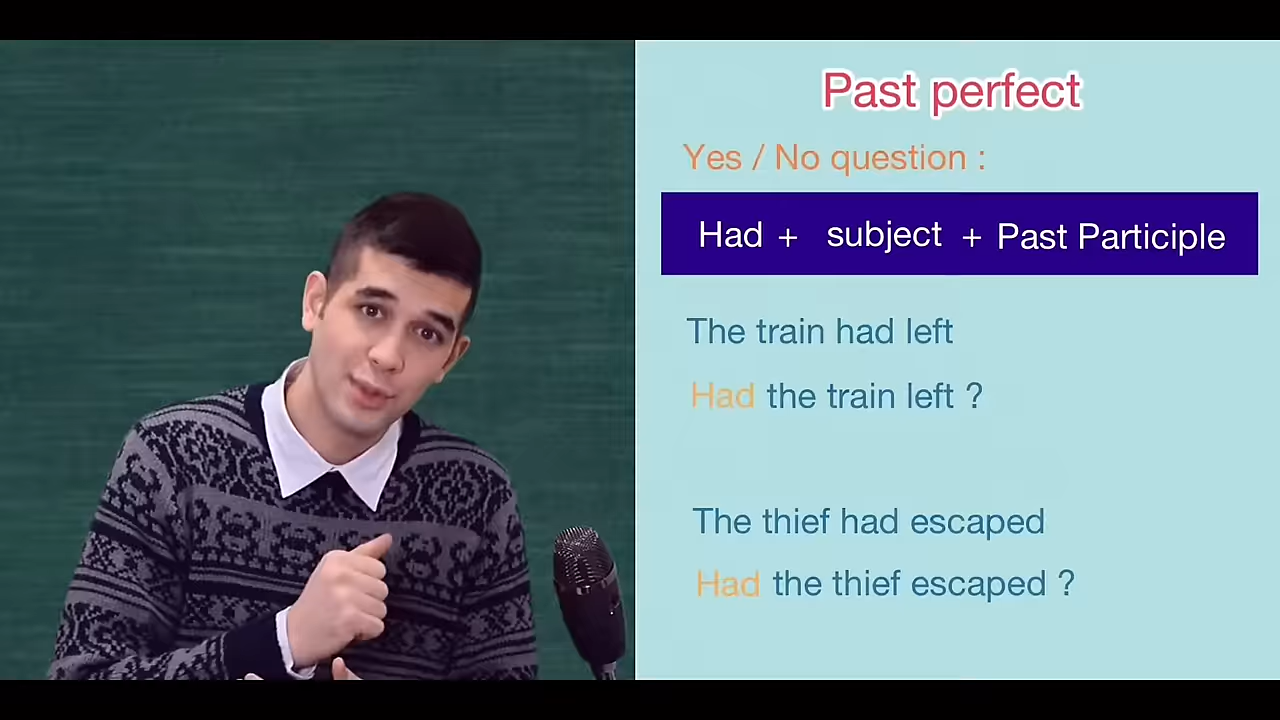 Past perfect
Yes / No question :
Had + subject + Past Participle
The train had left
Had the train left ?
The thief had escaped
Had the thief escaped ?